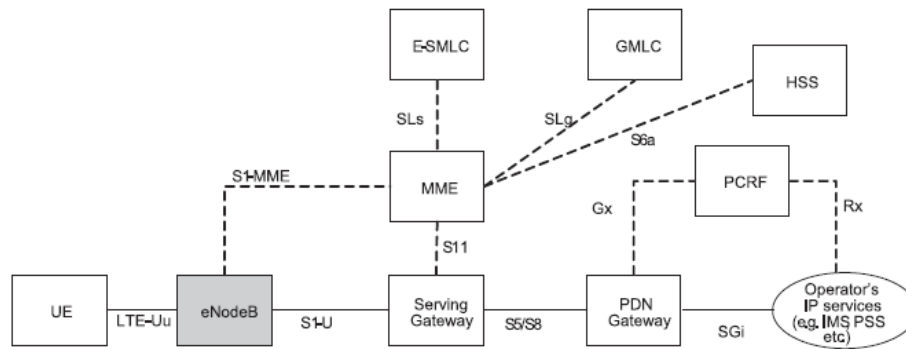 E-SMLC
GMLC
HSS
SLs
SLg
S6a
S1-MME
MME
PCRF
Gx
Rx
S11
UE
eNodeB
Serving
Gateway
PDN
Gateway
Operator's
IP services
(e.g. IMS PSS
etc.)
LTE-Uu
S1-U
S5/S8
SGi